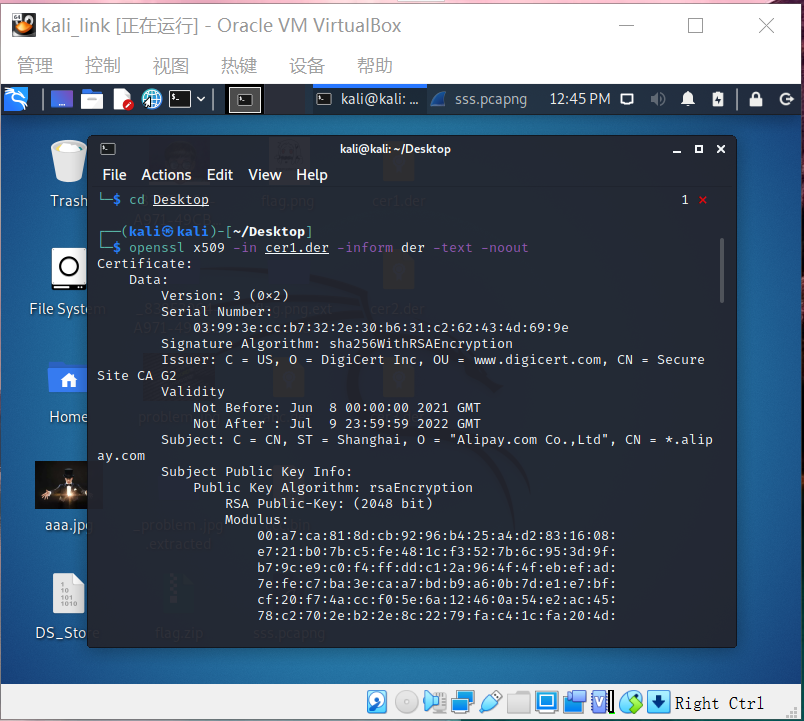 kali_link [正在运行] - Oracle VM VirtualBox
管理 控制 视图 热键 设备 帮助
kali@kali: ... sss.pcapng 12:45 PM
kali@kali: ~/Desktop
File Actions Edit View Help
└─$ cd Desktop 1 ⨯
┌──(kali㉿kali)-[~/Desktop]
└─$ openssl x509 -in cer1.der -inform der -text -noout
Certificate:
Data:
Version: 3 (0×2)
Serial Number:
03:99:3e:cc:b7:32:2e:30:b6:31:c2:62:43:4d:69:9e
Signature Algorithm: sha256WithRSAEncryption
Issuer: C = US, O = DigiCert Inc, OU = www.digicert.com, CN = Secure
Site CA G2
Validity
Not Before: Jun  8 00:00:00 2021 GMT
Not After : Jul  9 23:59:59 2022 GMT
Subject: C = CN, ST = Shanghai, O = "Alipay.com Co.,Ltd", CN = *.alip
ay.com
Subject Public Key Info:
Public Key Algorithm: rsaEncryption
RSA Public-Key: (2048 bit)
Modulus:
00:a7:ca:81:8d:cb:92:96:b4:25:a4:d2:83:16:08:
e7:21:b0:7b:c5:fe:48:1c:f3:52:7b:6c:95:3d:9f:
b7:9c:e9:c0:f4:ff:dd:c1:2a:96:4f:4f:eb:ef:ad:
7e:fe:c7:ba:3e:ca:a7:bd:b9:a6:0b:7d:e1:e7:bf:
cf:20:f7:4a:cc:f0:5e:6a:12:46:0a:54:e2:ac:45:
78:c2:70:2e:b2:2e:8c:22:79:fa:c4:1c:fa:20:4d:
Trash
File System
Home
aaa.jpg
DS_Store
flag.png
cer1.der
cer2.der
extracted
flag.zip
sss.pcapng
Right Ctrl